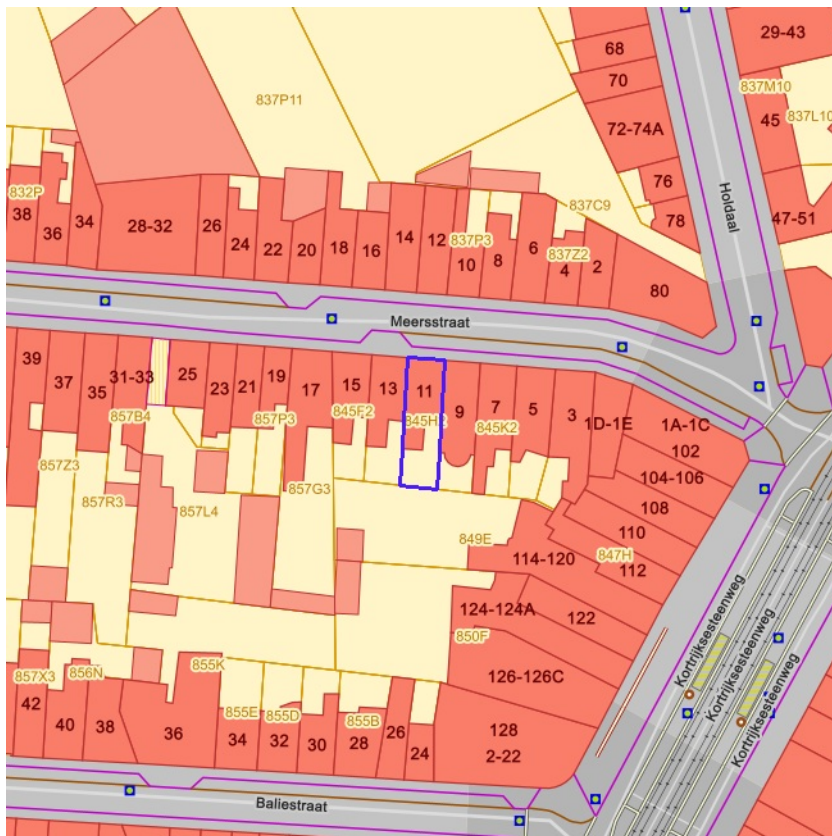 29-43
68
837M10
70
837P11
45
837L10
72-74A
832P
76
38
36
34
28-32
26
24
22
20
18
16
14
12
837P3
10
8
6
837C9
837Z2
4
2
78
47-51
80
Holdaal
Meersstraat
39
37
35
31-33
857B4
25
23
21
19
857P3
17
15
845F2
13
11
845H2
9
7
845K2
5
3
1D-1E
1A-1C
102
104-106
108
110
847H
112
857Z3
857R3
857L4
857G3
849E
114-120
124-124A
122
850F
126-126C
Kortrijksesteenweg
Kortrijksesteenweg
Kortrijksesteenweg
857X3
856N
855K
42
40
38
36
855E
34
855D
32
30
855B
28
26
24
128
2-22
Baliestraat